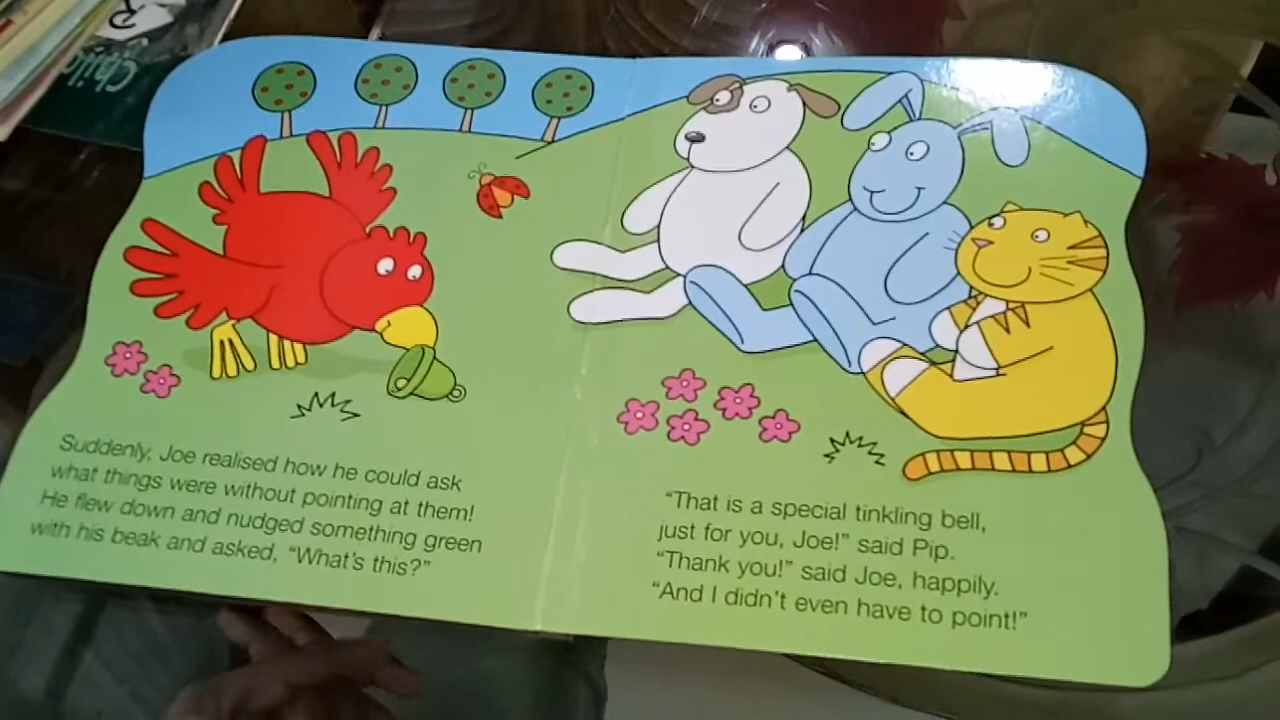 Child
Suddenly, Joe realised how he could ask
what things were without pointing at them!
He flew down and nudged something green
with his beak and asked, “What’s this?”
“That is a special tinkling bell,
just for you, Joe!” said Pip.
“Thank you!” said Joe, happily.
“And I didn’t even have to point!”